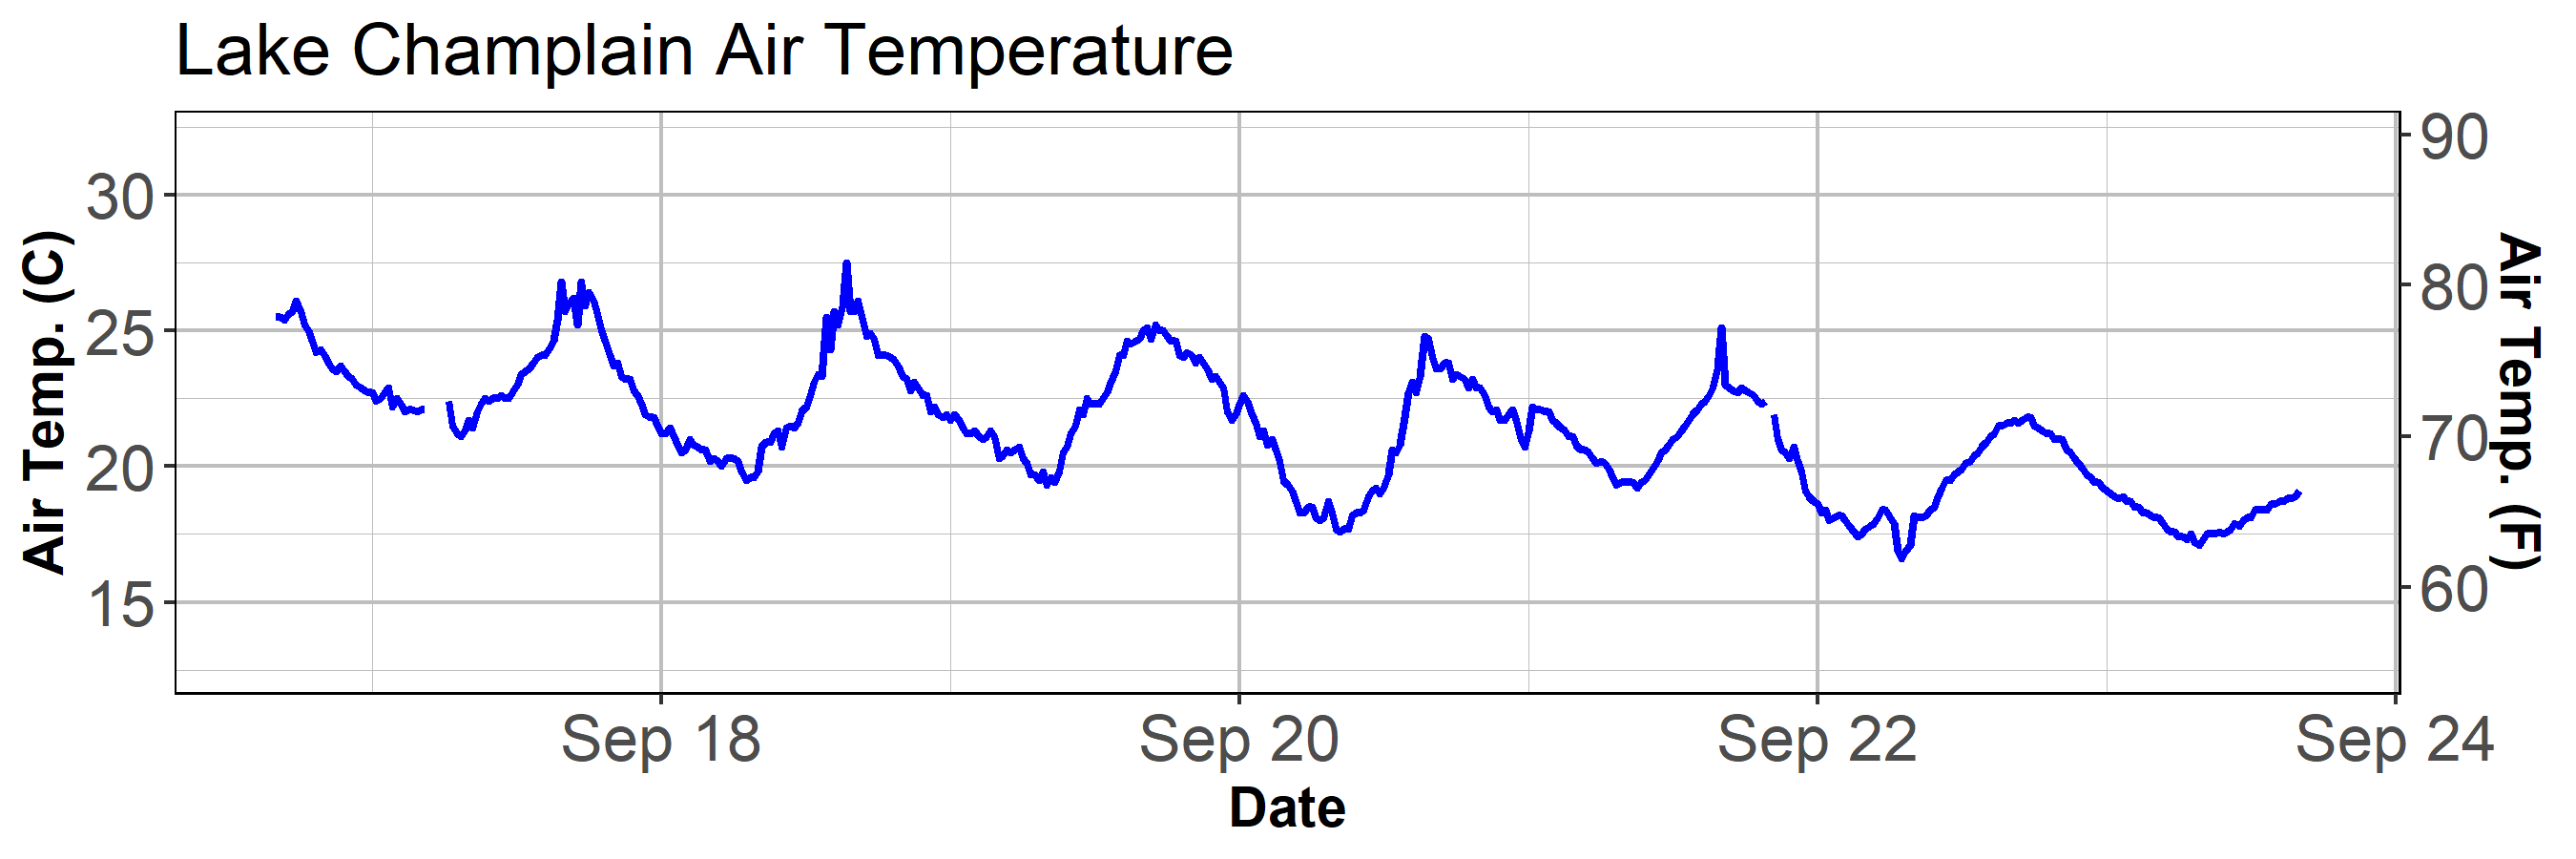 Lake Champlain Air Temperature
Air Temp. (C)
30
25
20
15
90
80
70
60
Air Temp. (F)
Sep 18
Sep 20
Sep 22
Sep 24
Date